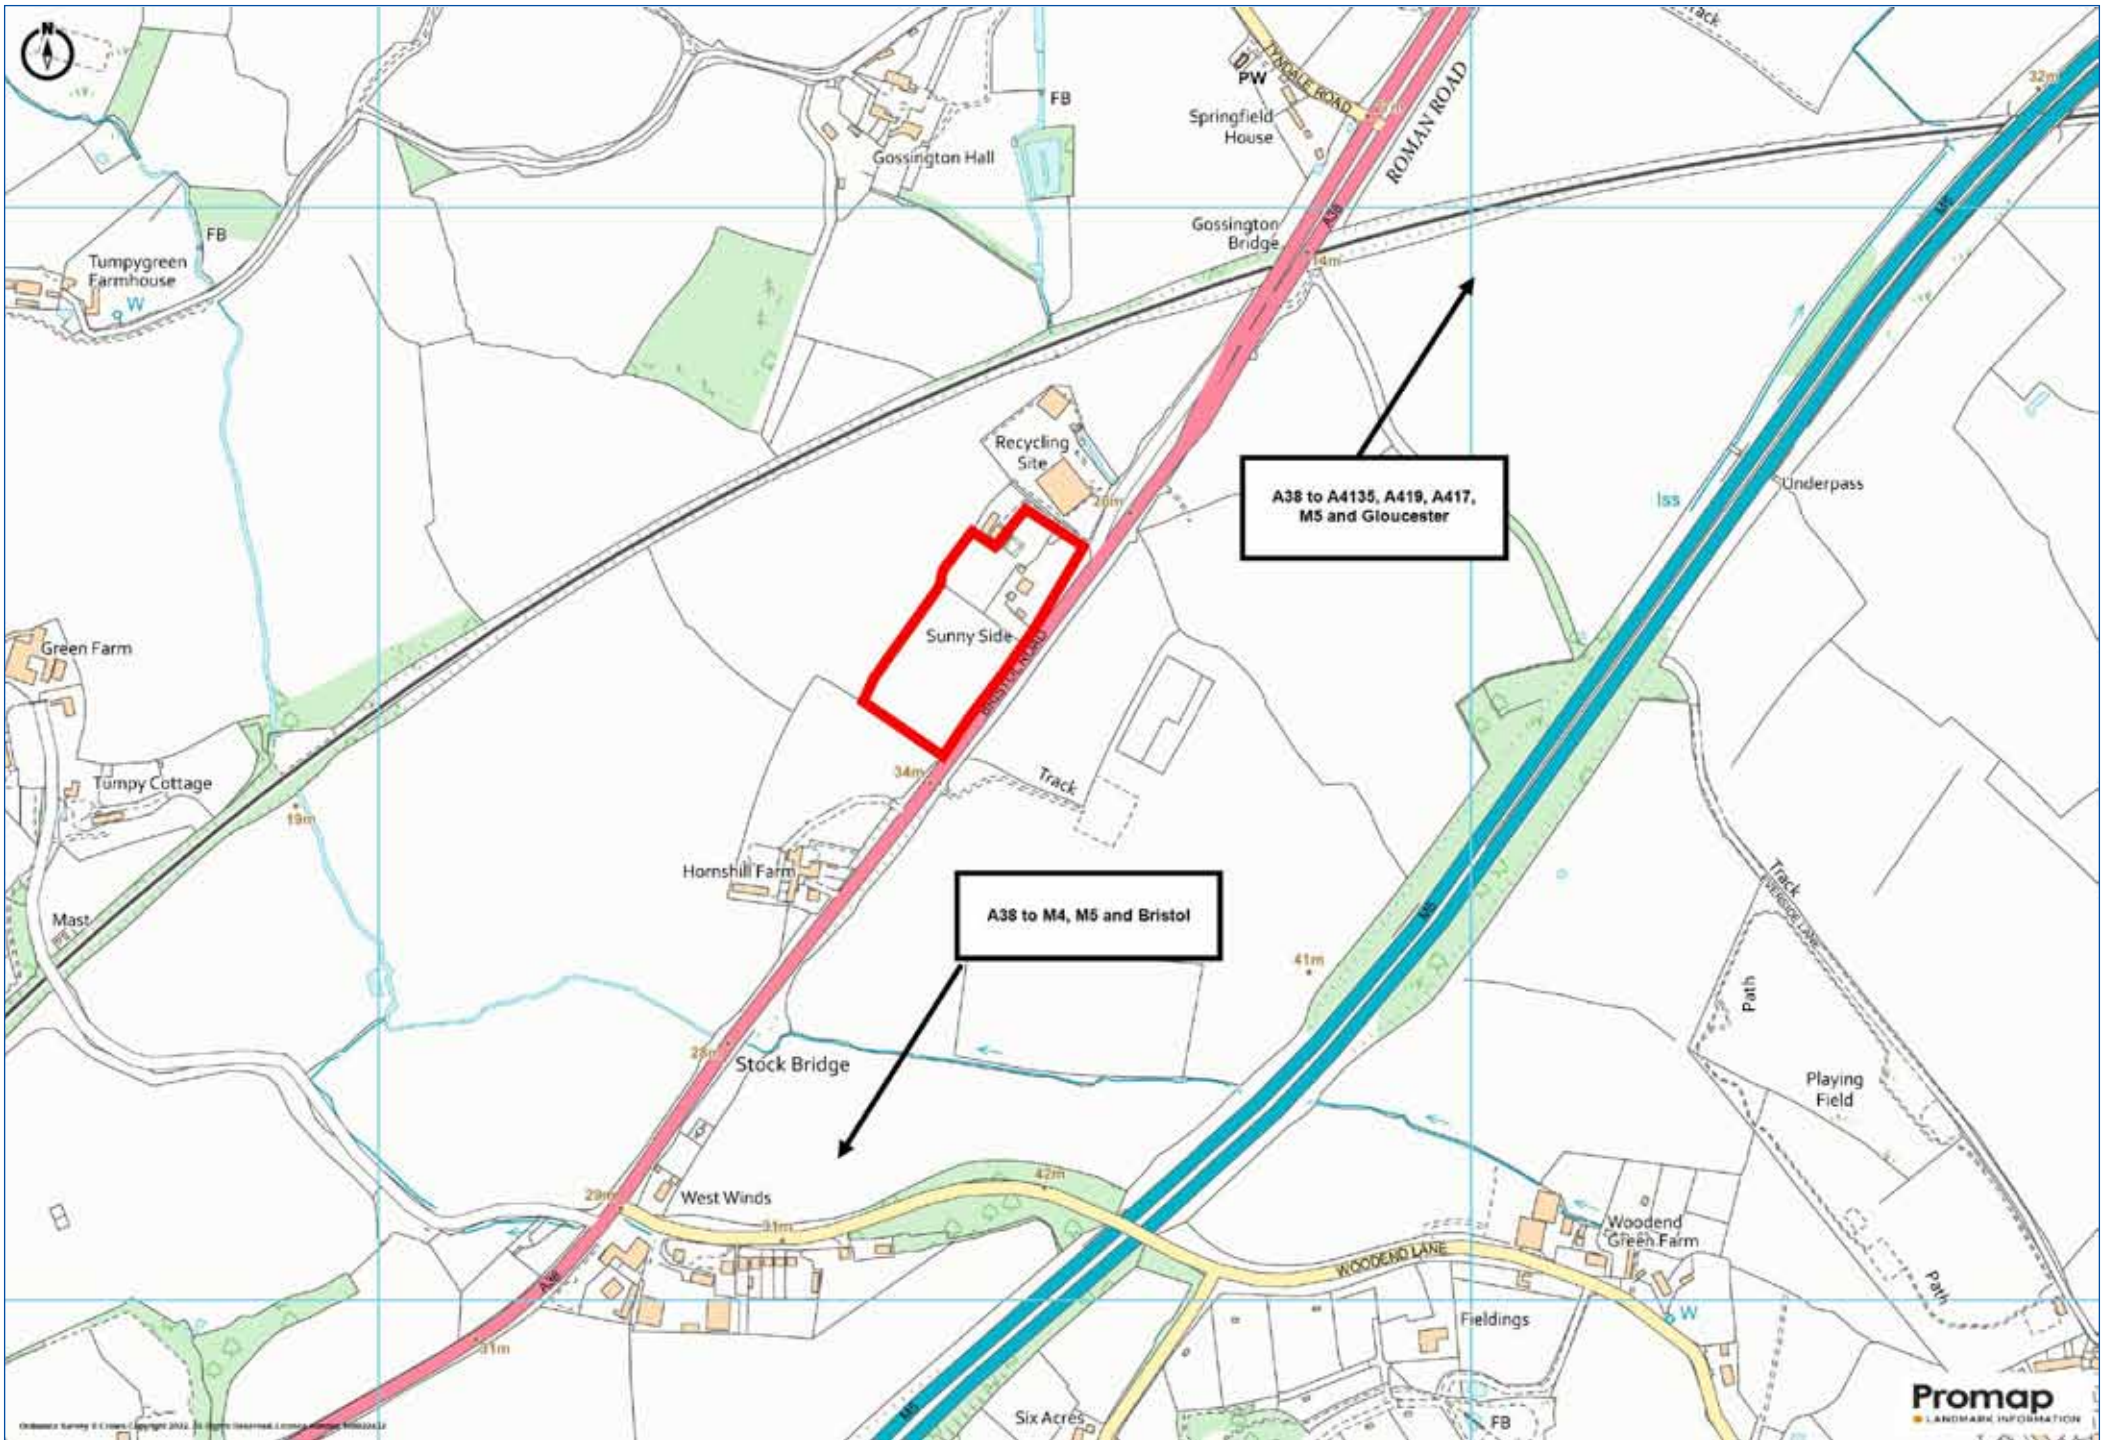 N
Track
32m
PW
TYNDALE ROAD
ROMAN ROAD
FB
Springfield
House
Gossington Hall
M5
A38
FB
Gossington
Bridge
14m
Tumpygreen
Farmhouse
W
Recycling
Site
A38 to A4135, A419, A417,
M5 and Gloucester
Underpass
Iss
Sunny Side
BRISTOL ROAD
Green Farm
34m
Track
Tumpy Cottage
19m
Hornshill Farm
Track
EVERSIDE LANE
Mast
A38 to M4, M5 and Bristol
M5
41m
Path
Stock Bridge
Playing
Field
42m
29m
West Winds
31m
Woodend
Green Farm
WOODEND LANE
A38
Path
Fieldings
W
31m
Promap
LANDMARK INFORMATION
M5
Six Acres
FB